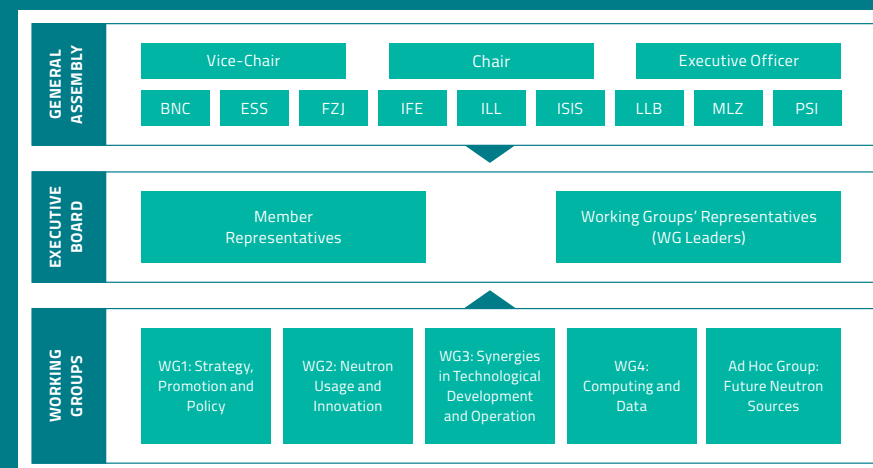 GENERAL
ASSEMBLY
Vice-Chair
Chair
Executive Officer
BNC
ESS
FZJ
IFE
ILL
ISIS
LLB
MLZ
PSI
EXECUTIVE
BOARD
Member
Representatives
Working Groups’ Representatives
(WG Leaders)
WORKING
GROUPS
WG1: Strategy,
Promotion and
Policy
WG2: Neutron
Usage and
Innovation
WG3: Synergies
in Technological
Development
and Operation
WG4:
Computing and
Data
Ad Hoc Group:
Future Neutron
Sources